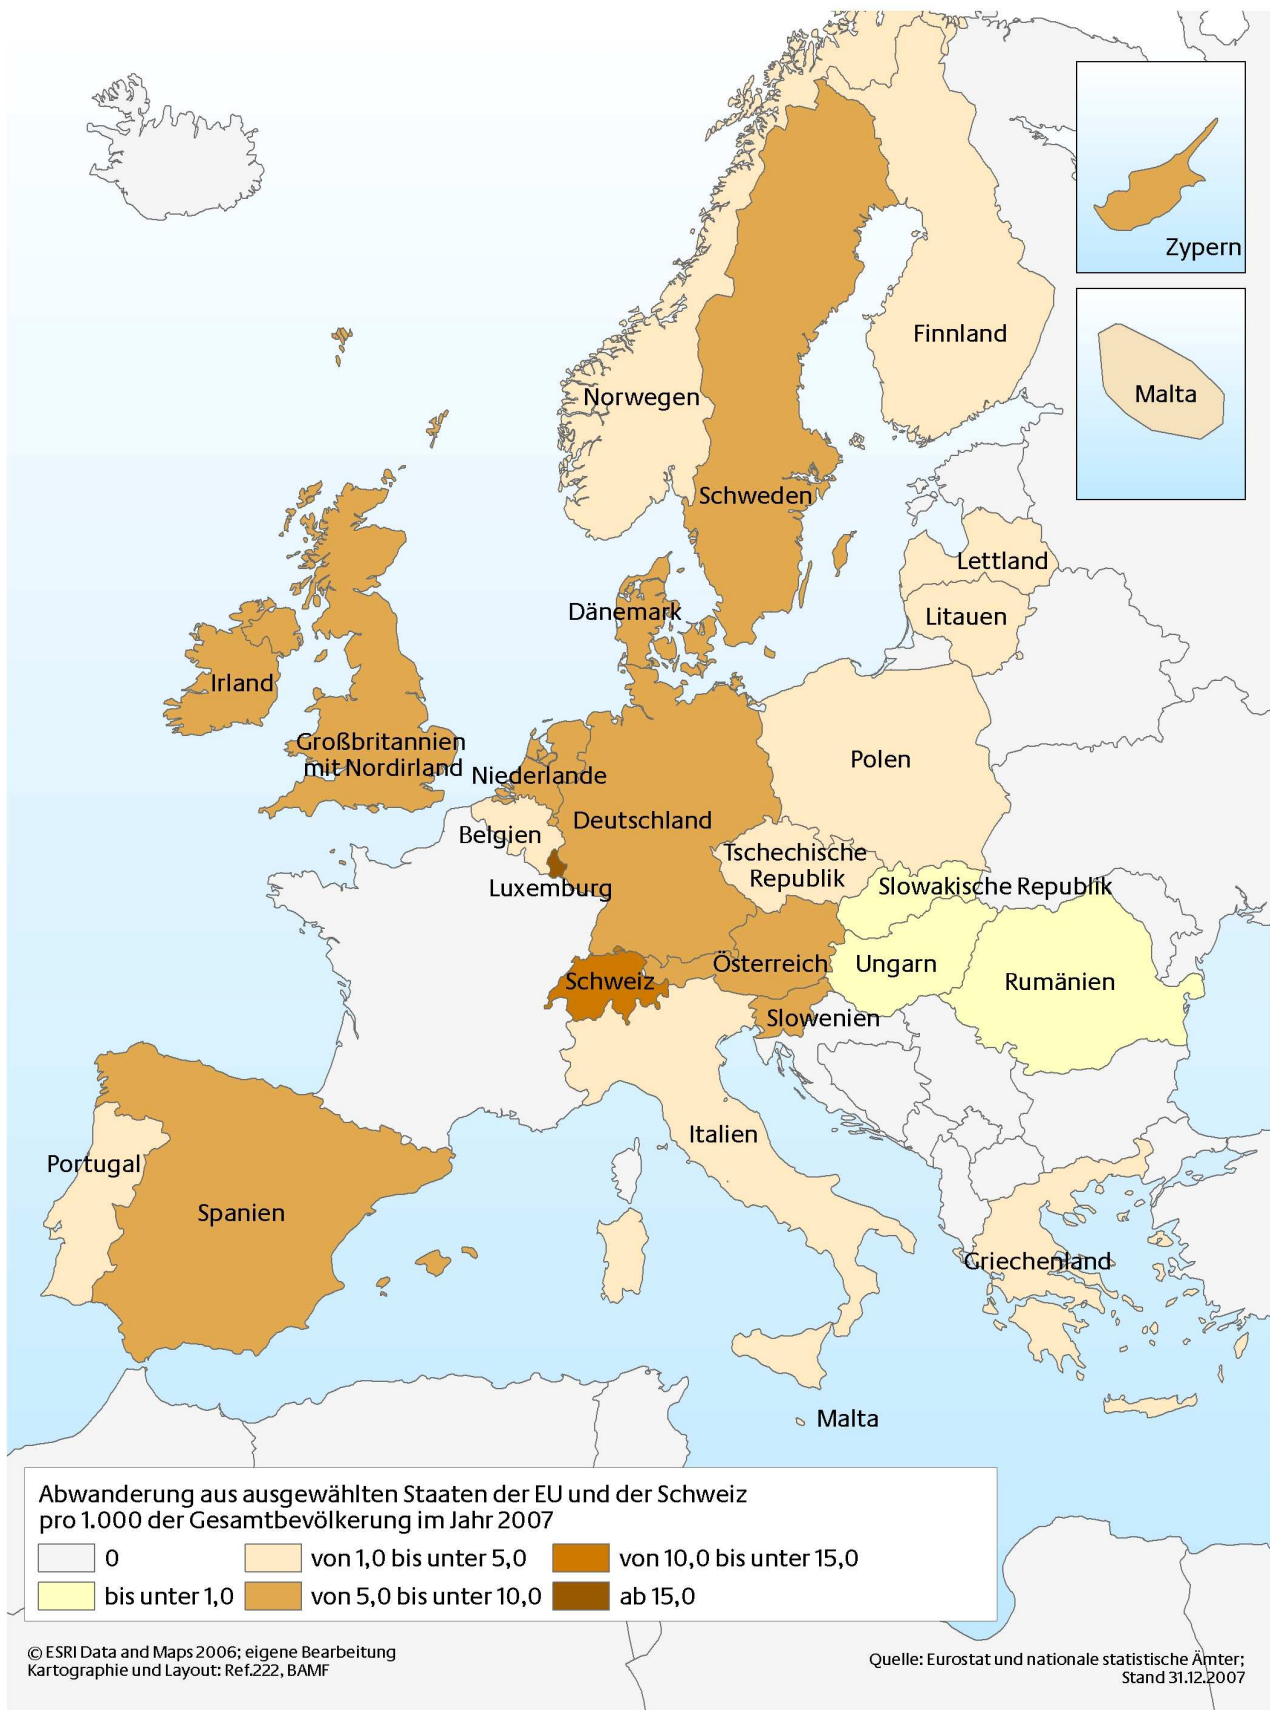 Zypern
Finnland
Malta
Norwegen
Schweden
Lettland
Dänemark
Litauen
Irland
Großbritannien
mit Nordirland
Niederlande
Polen
Deutschland
Belgien
Tschechische
Republik
Luxemburg
Slowakische Republik
Österreich
Ungarn
Schweiz
Rumänien
Slowenien
Italien
Portugal
Spanien
Griechenland
Malta
Abwanderung aus ausgewählten Staaten der EU und der Schweiz
pro 1.000 der Gesamtbevölkerung im Jahr 2007
0
von 1,0 bis unter 5,0
von 10,0 bis unter 15,0
bis unter 1,0
von 5,0 bis unter 10,0
ab 15,0
© ESRI Data and Maps 2006; eigene Bearbeitung
Kartographie und Layout: Ref.222, BAMF
Quelle: Eurostat und nationale statistische Ämter;
Stand 31.12.2007